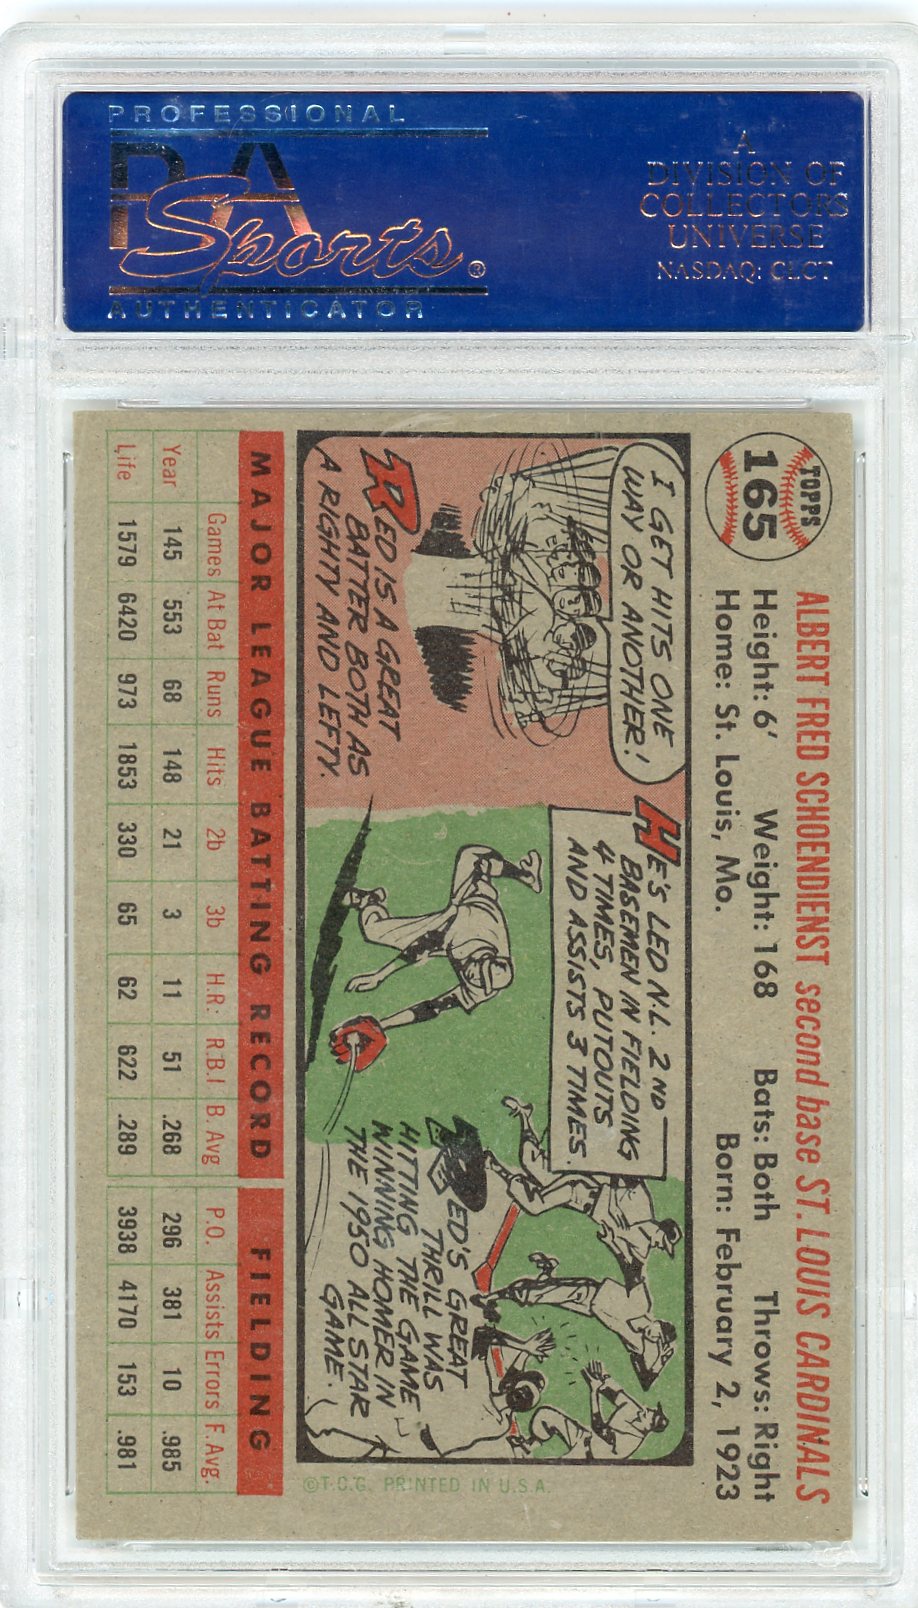 PROFESSIONAL
PSA
Sports®
AUTHENTICATOR
A
DIVISION OF
COLLECTORS
UNIVERSE
NASDAQ: CLCT
TOPPS
165
ALBERT FRED SCHOENDIENST second base ST. LOUIS CARDINALS
Height: 6' Weight: 168 Bats: Both Throws: Right
Home: St. Louis, Mo. Born: February 2, 1923
I GET HITS ONE
WAY OR ANOTHER!
RED IS A GREAT
BATTER BOTH AS
A RIGHTY AND LEFTY.
HE'S LED N.L. 2ND
BASEMEN IN FIELDING
4 TIMES, PUTOUTS
AND ASSISTS 3 TIMES.
RED'S GREAT
THRILL WAS
HITTING THE GAME
WINNING HOMER IN
THE 1950 ALL STAR
GAME.
©T.C.G. PRINTED IN U.S.A.
MAJOR LEAGUE BATTING RECORD FIELDING
Games At Bat Runs Hits 2b 3b H.R. R.B.I B. Avg P.O. Assists Errors F. Avg.
Year 145 553 68 148 21 3 11 51 .268 296 381 10 .985
Life 1579 6420 973 1853 330 65 62 622 .289 3938 4170 153 .981